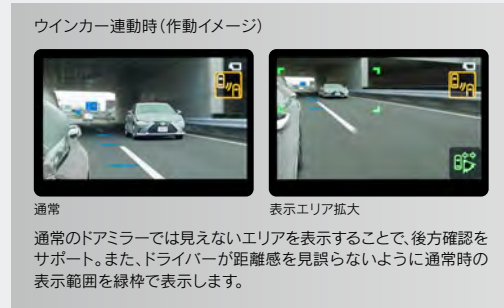 ウインカー連動時（作動イメージ）
通常
表示エリア拡大
通常のドアミラーでは見えないエリアを表示することで、後方確認を
サポート。また、ドライバーが距離感を見誤らないように通常時の
表示範囲を緑枠で表示します。